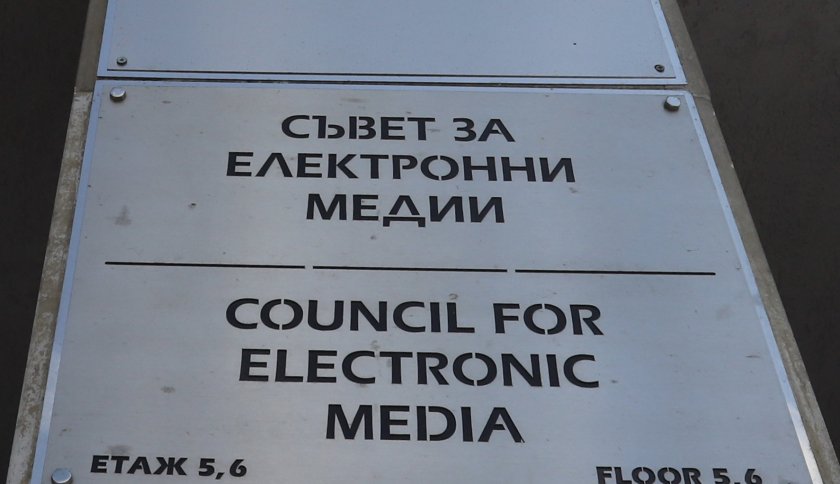 СЪВЕТ ЗА
ЕЛЕКТРОННИ
МЕДИИ
COUNCIL FOR
ELECTRONIC
MEDIA
ЕТАЖ 5,6
FLOOR 5,6